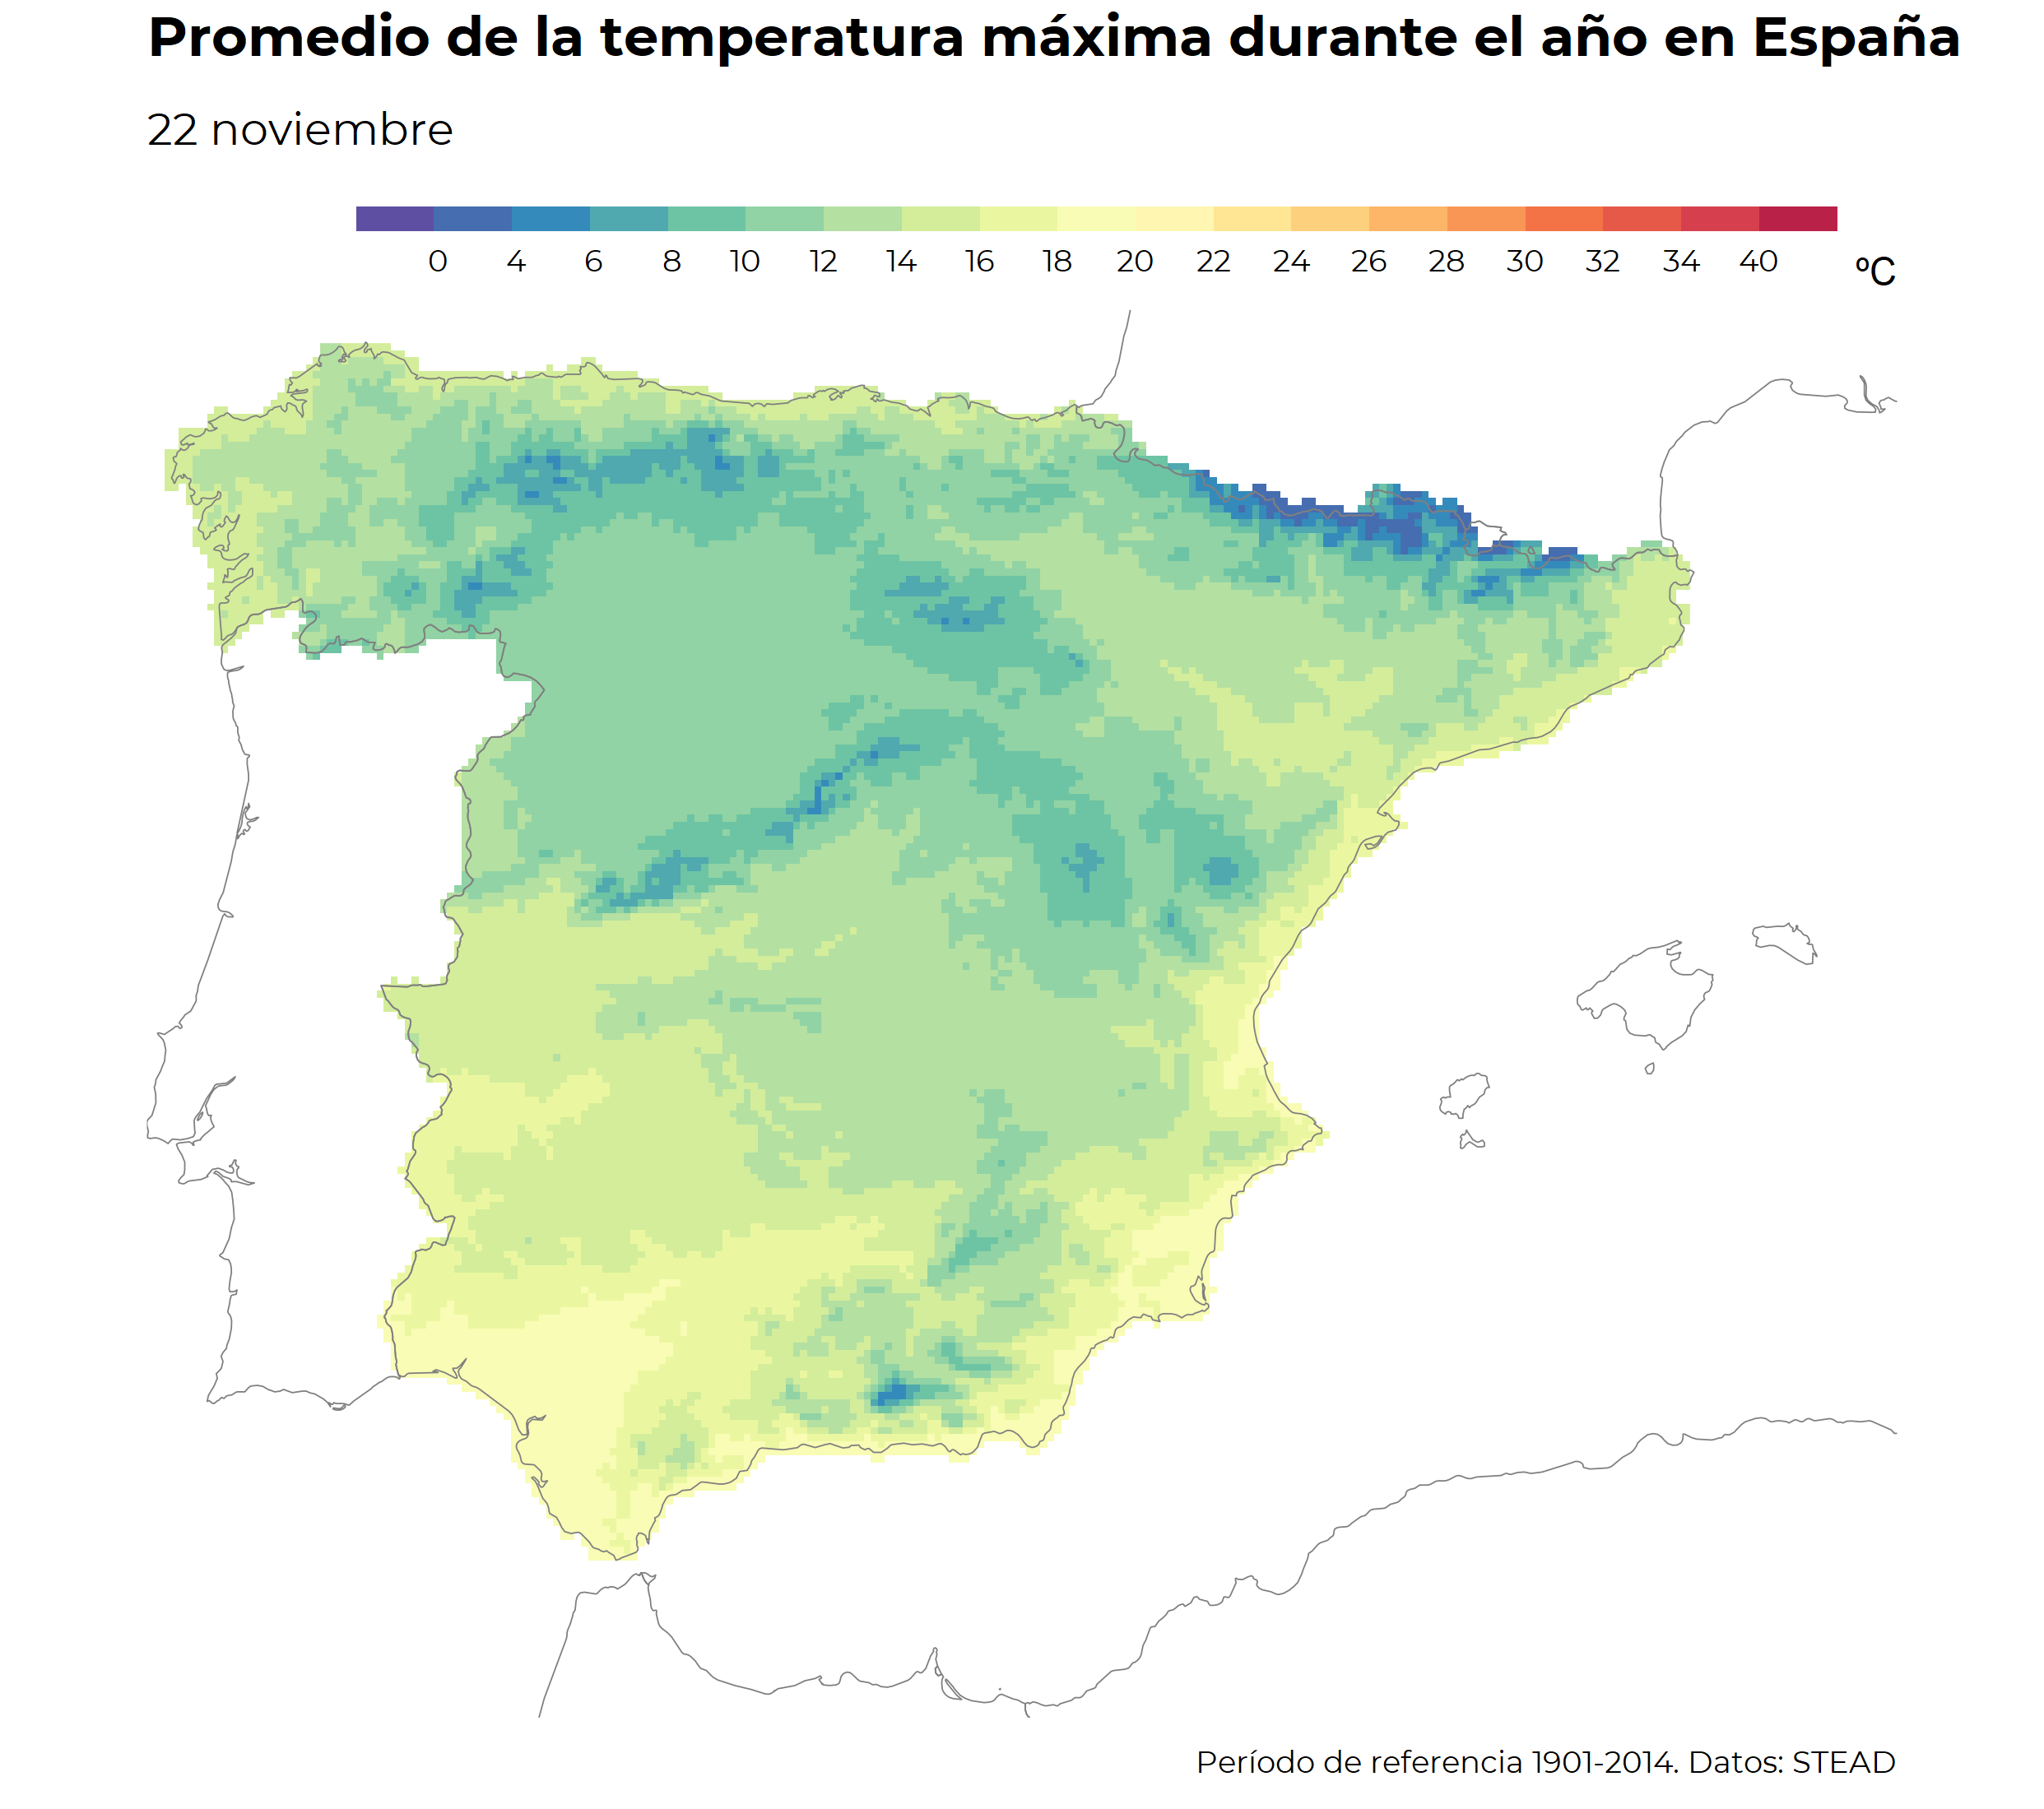 Promedio de la temperatura máxima durante el año en España
22 noviembre
0 4 6 8 10 12 14 16 18 20 22 24 26 28 30 32 34 40 ºC
Período de referencia 1901-2014. Datos: STEAD